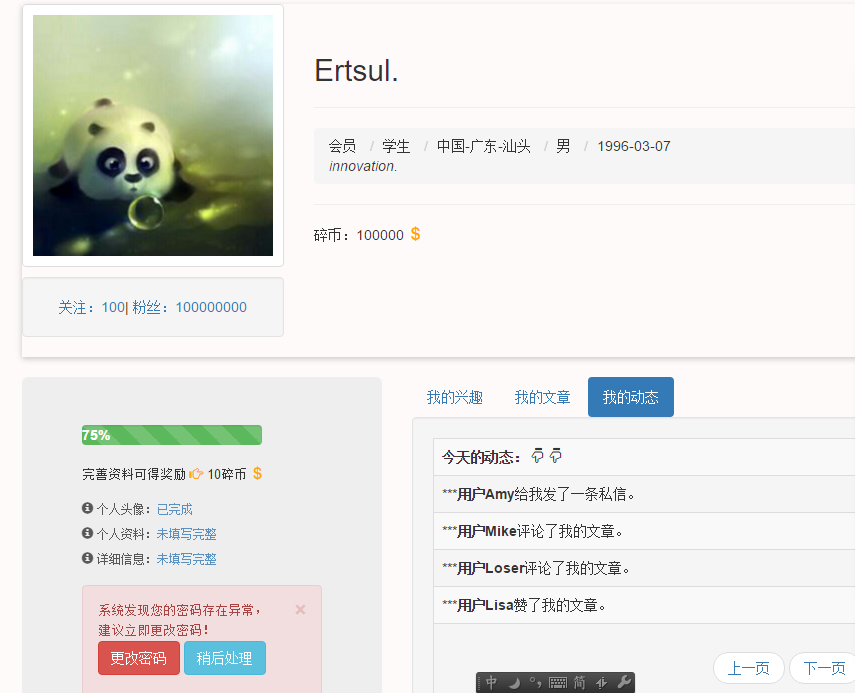 Ertsul.
会员 / 学生 / 中国-广东-汕头 / 男 / 1996-03-07
innovation.
碎币：100000 $
关注：100| 粉丝：100000000
75%
完善资料可得奖励 10碎币 $
个人头像：已完成
个人资料：未填写完整
详细信息：未填写完整
系统发现您的密码存在异常，
建议立即更改密码！
×
更改密码 稍后处理
我的兴趣 我的文章 我的动态
今天的动态：
***用户Amy给我发了一条私信。
***用户Mike评论了我的文章。
***用户Loser评论了我的文章。
***用户Lisa赞了我的文章。
上一页 下一页
中 简